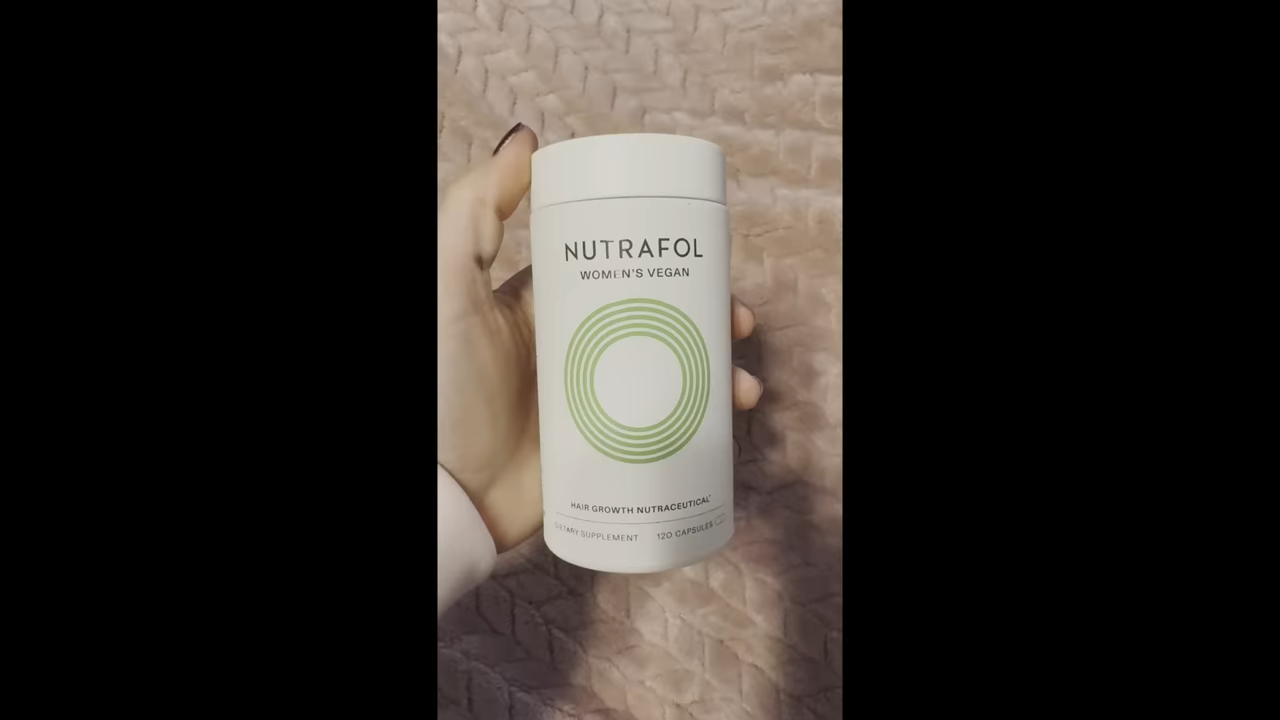 NUTRAFOL
WOMEN'S VEGAN
HAIR GROWTH NUTRACEUTICAL*
DIETARY SUPPLEMENT 120 CAPSULES